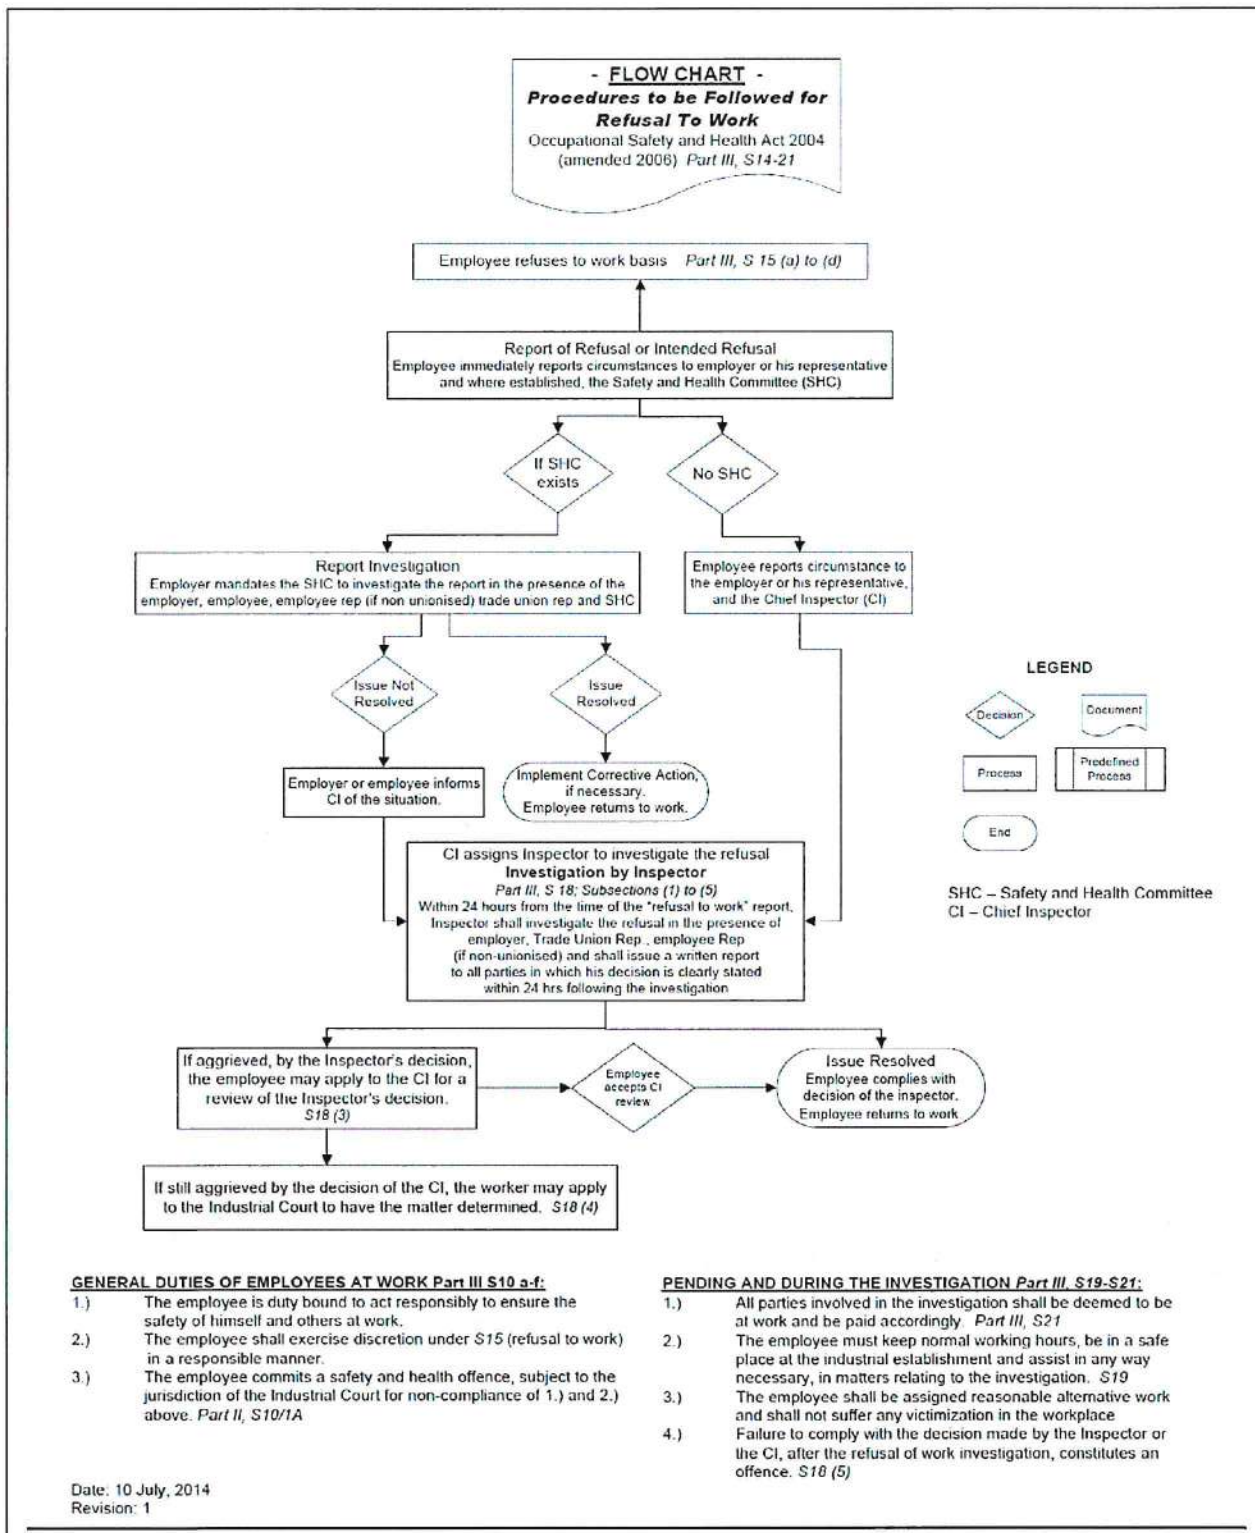 - FLOW CHART -
Procedures to be Followed for
Refusal To Work
Occupational Safety and Health Act 2004
(amended 2006) Part III, S14-21
Employee refuses to work basis Part III, S 15 (a) to (d)
Report of Refusal or Intended Refusal
Employee immediately reports circumstances to employer or his representative
and where established, the Safety and Health Committee (SHC)
If SHC
exists
No SHC
Report Investigation
Employer mandates the SHC to investigate the report in the presence of the
employer, employee, employee rep (if non unionised) trade union rep and SHC
Employee reports circumstance to
the employer or his representative,
and the Chief Inspector (CI)
Issue Not
Resolved
Issue
Resolved
Employer or employee informs
CI of the situation.
Implement Corrective Action,
if necessary.
Employee returns to work.
LEGEND
Decision
Document
Process
Predefined
Process
End
SHC – Safety and Health Committee
CI – Chief Inspector
CI assigns Inspector to investigate the refusal
Investigation by Inspector
Part III, S 18; Subsections (1) to (5)
Within 24 hours from the time of the "refusal to work" report,
Inspector shall investigate the refusal in the presence of
employer, Trade Union Rep , employee Rep
(if non-unionised) and shall issue a written report
to all parties in which his decision is clearly stated
within 24 hrs following the investigation
If aggrieved, by the Inspector's decision,
the employee may apply to the CI for a
review of the Inspector's decision.
S18 (3)
Employee
accepts CI
review
Issue Resolved
Employee complies with
decision of the inspector.
Employee returns to work
If still aggrieved by the decision of the CI, the worker may apply
to the Industrial Court to have the matter determined. S18 (4)
GENERAL DUTIES OF EMPLOYEES AT WORK Part III S10 a-f:
1.) The employee is duty bound to act responsibly to ensure the
safety of himself and others at work.
2.) The employee shall exercise discretion under S15 (refusal to work)
in a responsible manner.
3.) The employee commits a safety and health offence, subject to the
jurisdiction of the Industrial Court for non-compliance of 1.) and 2.)
above. Part II, S10/1A
PENDING AND DURING THE INVESTIGATION Part III, S19-S21:
1.) All parties involved in the investigation shall be deemed to be
at work and be paid accordingly. Part III, S21
2.) The employee must keep normal working hours, be in a safe
place at the industrial establishment and assist in any way
necessary, in matters relating to the investigation. S19
3.) The employee shall be assigned reasonable alternative work
and shall not suffer any victimization in the workplace
4.) Failure to comply with the decision made by the Inspector or
the CI, after the refusal of work investigation, constitutes an
offence. S18 (5)
Date: 10 July, 2014
Revision: 1